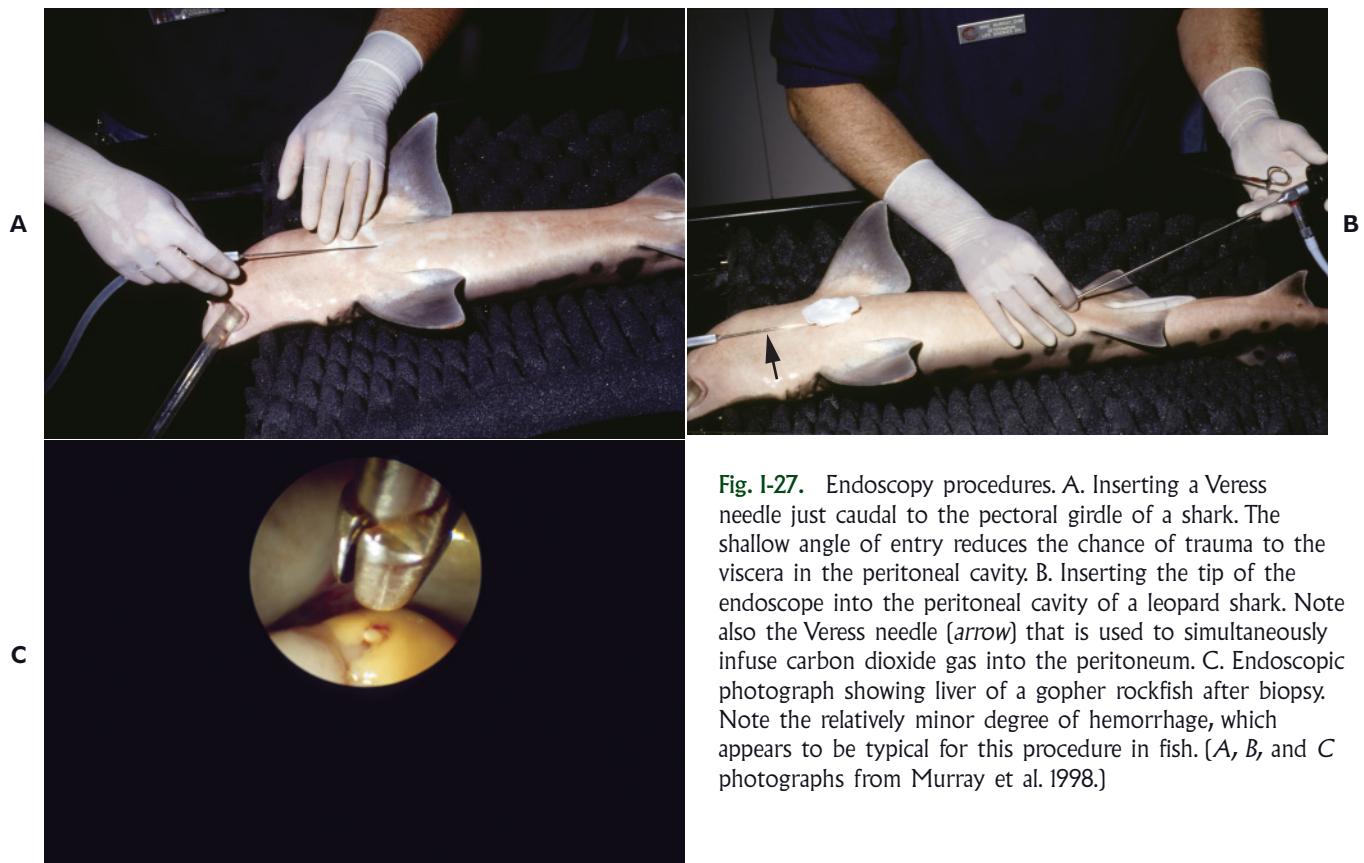 A
B
C
Fig. I-27. Endoscopy procedures. A. Inserting a Veress
needle just caudal to the pectoral girdle of a shark. The
shallow angle of entry reduces the chance of trauma to the
viscera in the peritoneal cavity. B. Inserting the tip of the
endoscope into the peritoneal cavity of a leopard shark. Note
also the Veress needle (arrow) that is used to simultaneously
infuse carbon dioxide gas into the peritoneum. C. Endoscopic
photograph showing liver of a gopher rockfish after biopsy.
Note the relatively minor degree of hemorrhage, which
appears to be typical for this procedure in fish. (A, B, and C
photographs from Murray et al. 1998.)